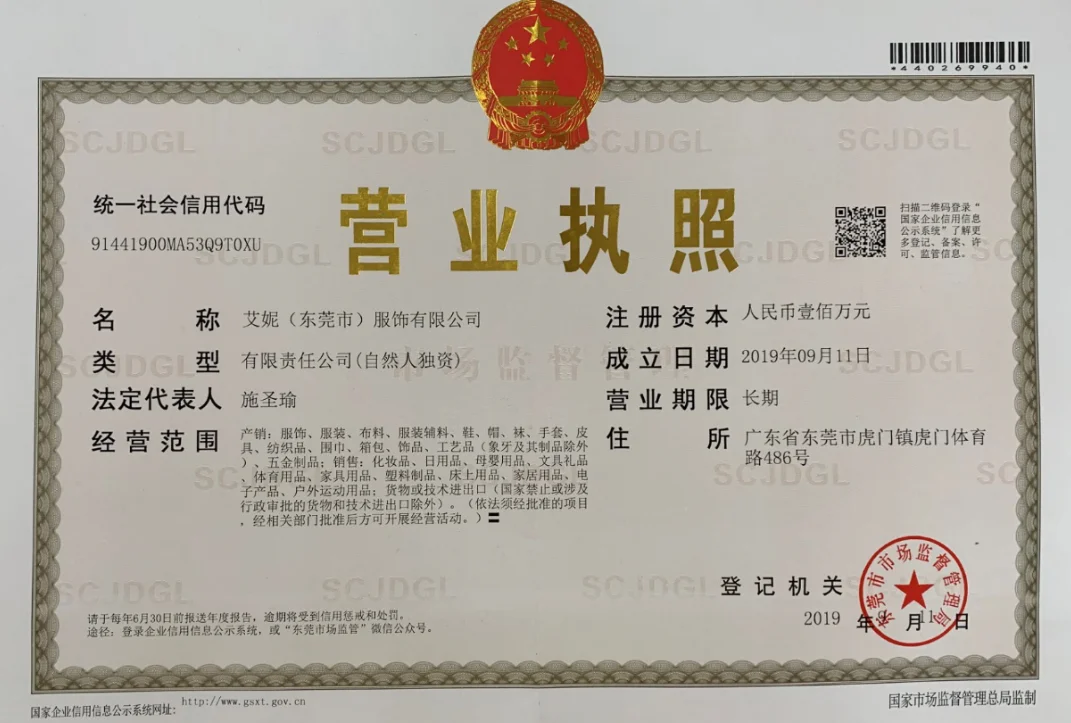 *440269940*
统一社会信用代码
91441900MA53Q9T0XU
营业执照
扫描二维码登录“
国家企业信用信息
公示系统”了解更
多登记、备案、许
可、监管信息。
名称 艾妮（东莞市）服饰有限公司
类型 有限责任公司(自然人独资)
法定代表人 施圣瑜
经营范围 产销：服饰、服装、布料、服装辅料、鞋、帽、袜、手套、皮
具、纺织品、围巾、箱包、饰品、工艺品（象牙及其制品除外
）、五金制品；销售：化妆品、日用品、母婴用品、文具礼品
、体育用品、家具用品、塑料制品、床上用品、家居用品、电
子产品、户外运动用品；货物或技术进出口（国家禁止或涉及
行政审批的货物和技术进出口除外）。（依法须经批准的项目
，经相关部门批准后方可开展经营活动。）〓
注册资本 人民币壹佰万元
成立日期 2019年09月11日
营业期限 长期
住所 广东省东莞市虎门镇虎门体育
路486号
登记机关
东莞市市场监督管理局
2019 年 月 11 日
请于每年6月30日前报送年度报告，逾期将受到信用惩戒和处罚。
途径：登录企业信用信息公示系统，或“东莞市场监管”微信公众号。
国家企业信用信息公示系统网址：http://www.gsxt.gov.cn
国家市场监督管理总局监制
SCJDGL
市场监督管理